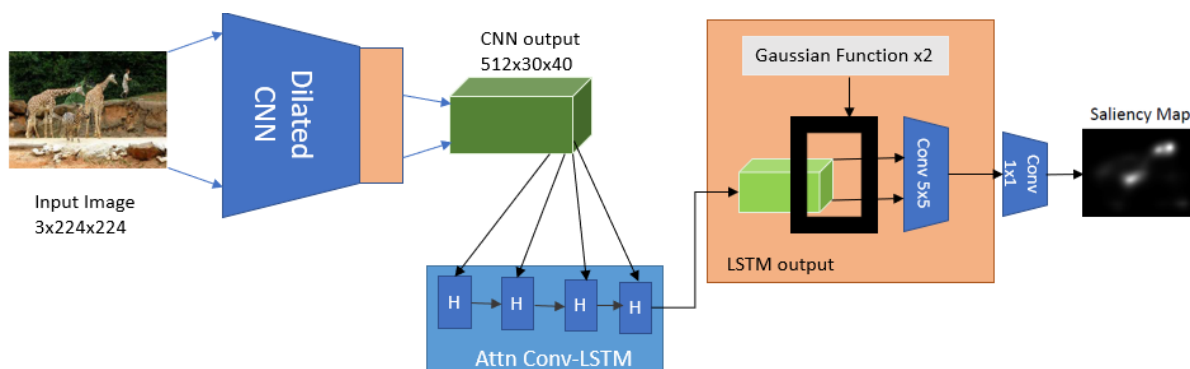 Input Image
3x224x224
Dilated
CNN
CNN output
512x30x40
H
H
H
H
Attn Conv-LSTM
Gaussian Function x2
Conv 5x5
LSTM output
Conv
1x1
Saliency Map